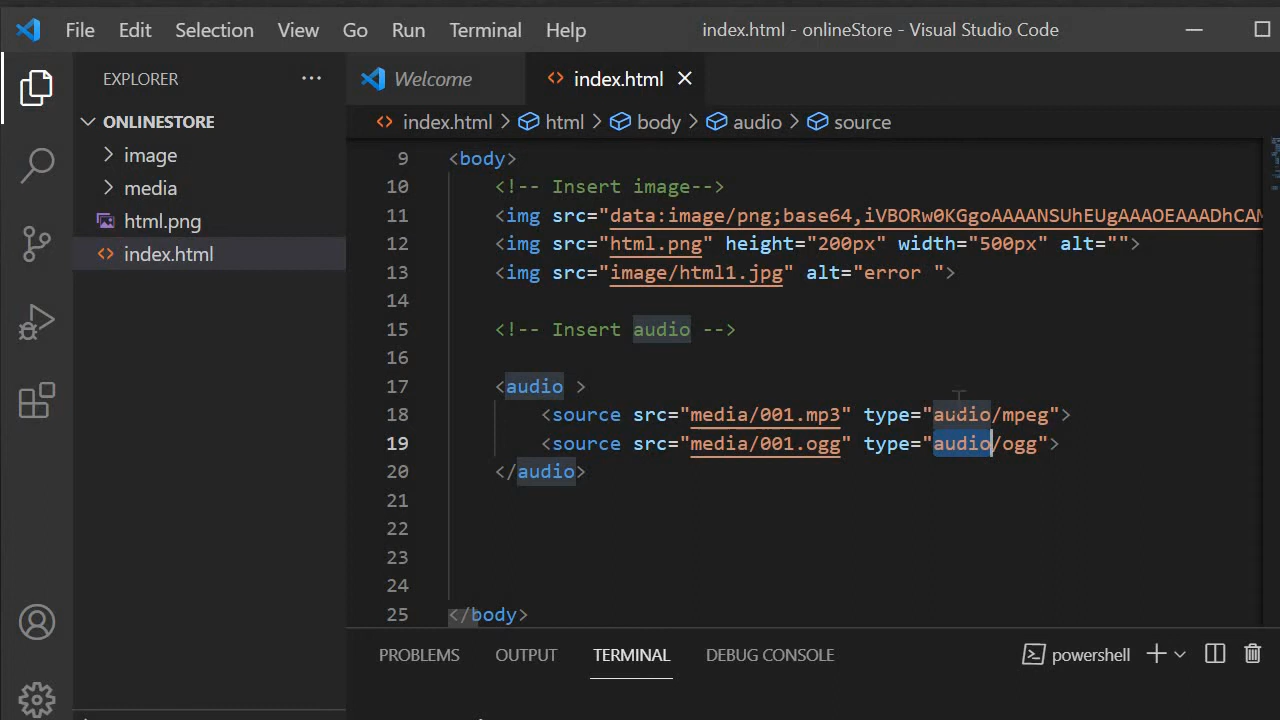 File Edit Selection View Go Run Terminal Help index.html - onlineStore - Visual Studio Code
EXPLORER
Welcome
index.html
index.html > html > body > audio > source
ONLINESTORE
image
media
html.png
index.html
9 <body>
10 <!-- Insert image-->
11 <img src="data:image/png;base64,iVBORw0KGgoAAAANSUhEUgAAAOEAAADhCAM
12 <img src="html.png" height="200px" width="500px" alt="">
13 <img src="image/html1.jpg" alt="error ">
14
15 <!-- Insert audio -->
16
17 <audio >
18 <source src="media/001.mp3" type="audio/mpeg">
19 <source src="media/001.ogg" type="audio/ogg">
20 </audio>
21
22
23
24
25 </body>
PROBLEMS OUTPUT TERMINAL DEBUG CONSOLE powershell